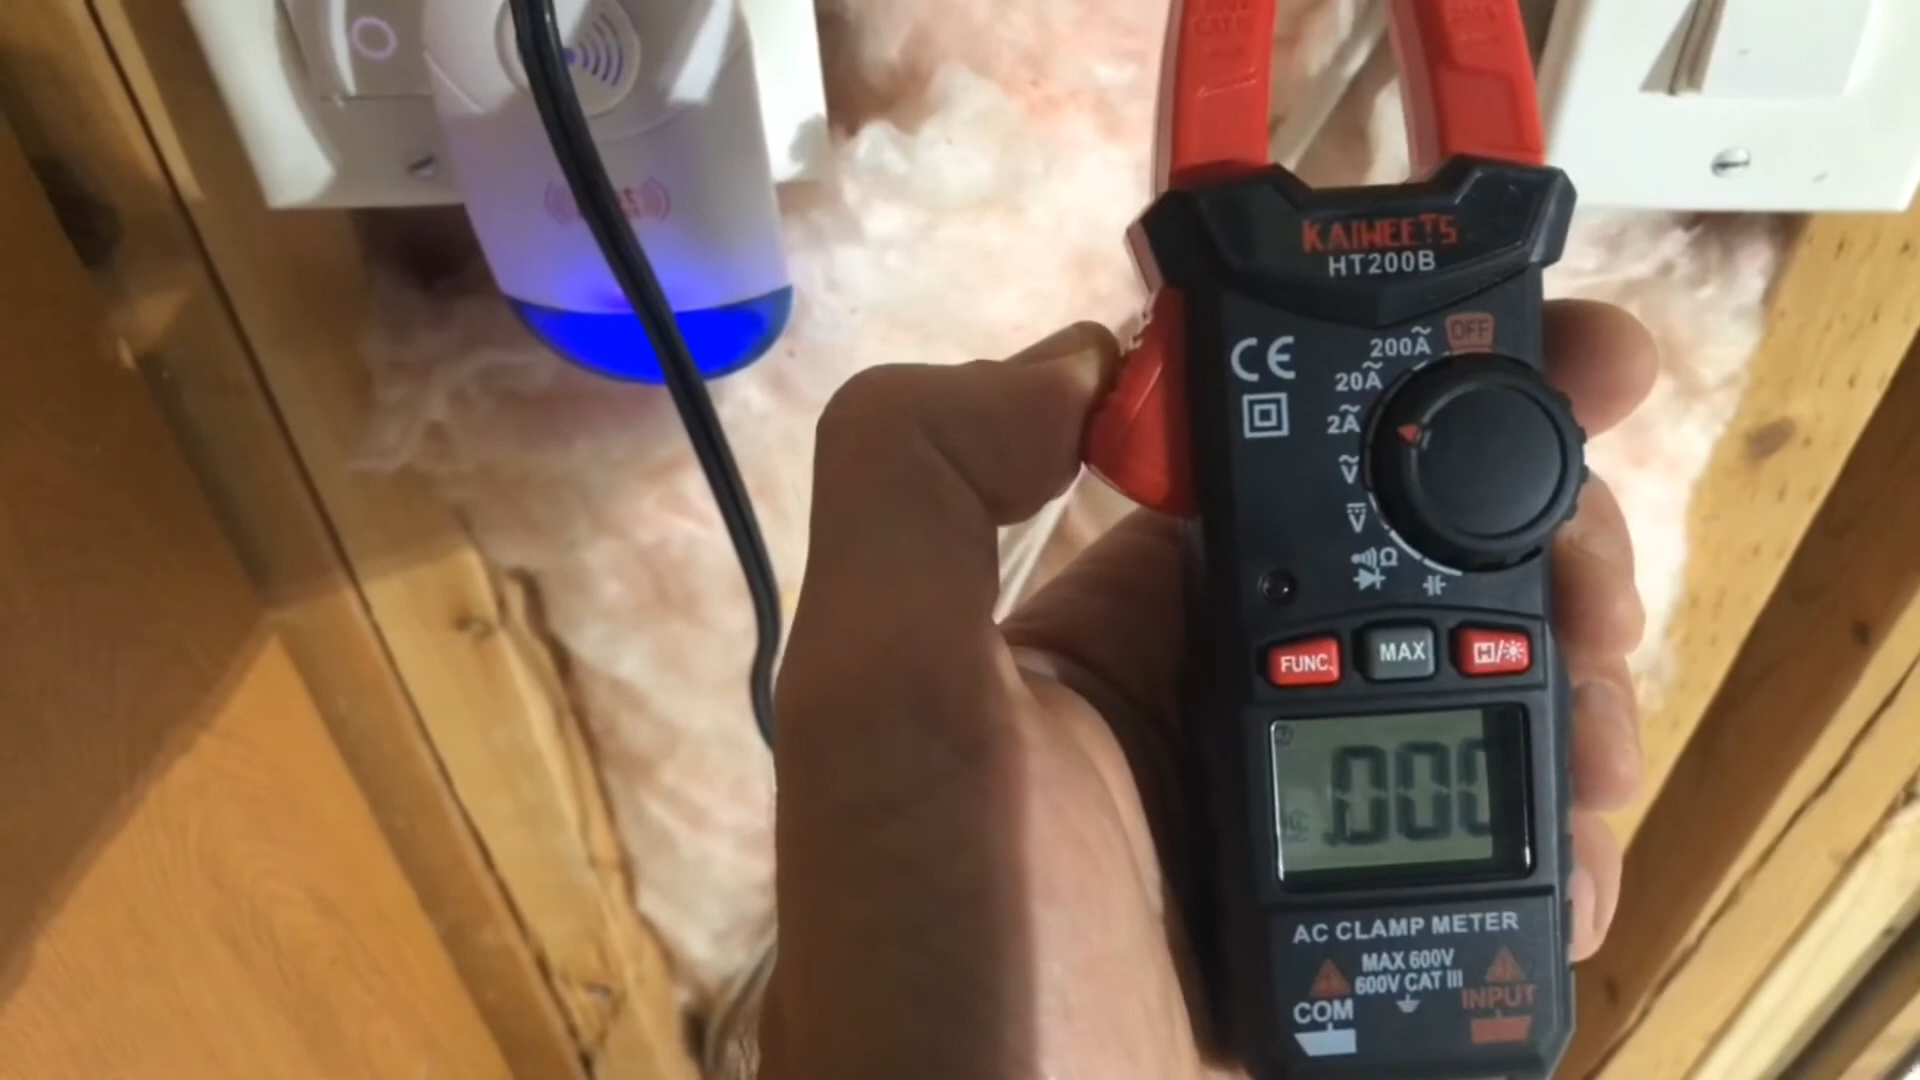 KAIWEETS
HT200B
OFF
200A
20A
CE
2A
V
V
Ω
FUNC.
MAX
H/
.000
AC CLAMP METER
MAX 600V
600V CAT III
COM
INPUT